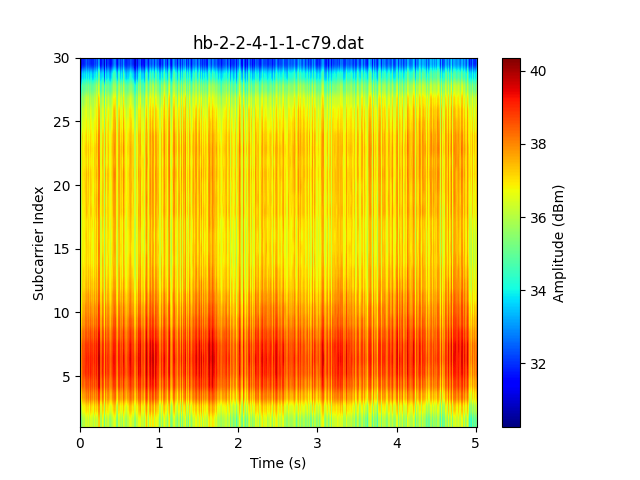 hb-2-2-4-1-1-c79.dat
30
25
20
15
10
5
Subcarrier Index
0 1 2 3 4 5
Time (s)
40
38
36
34
32
Amplitude (dBm)